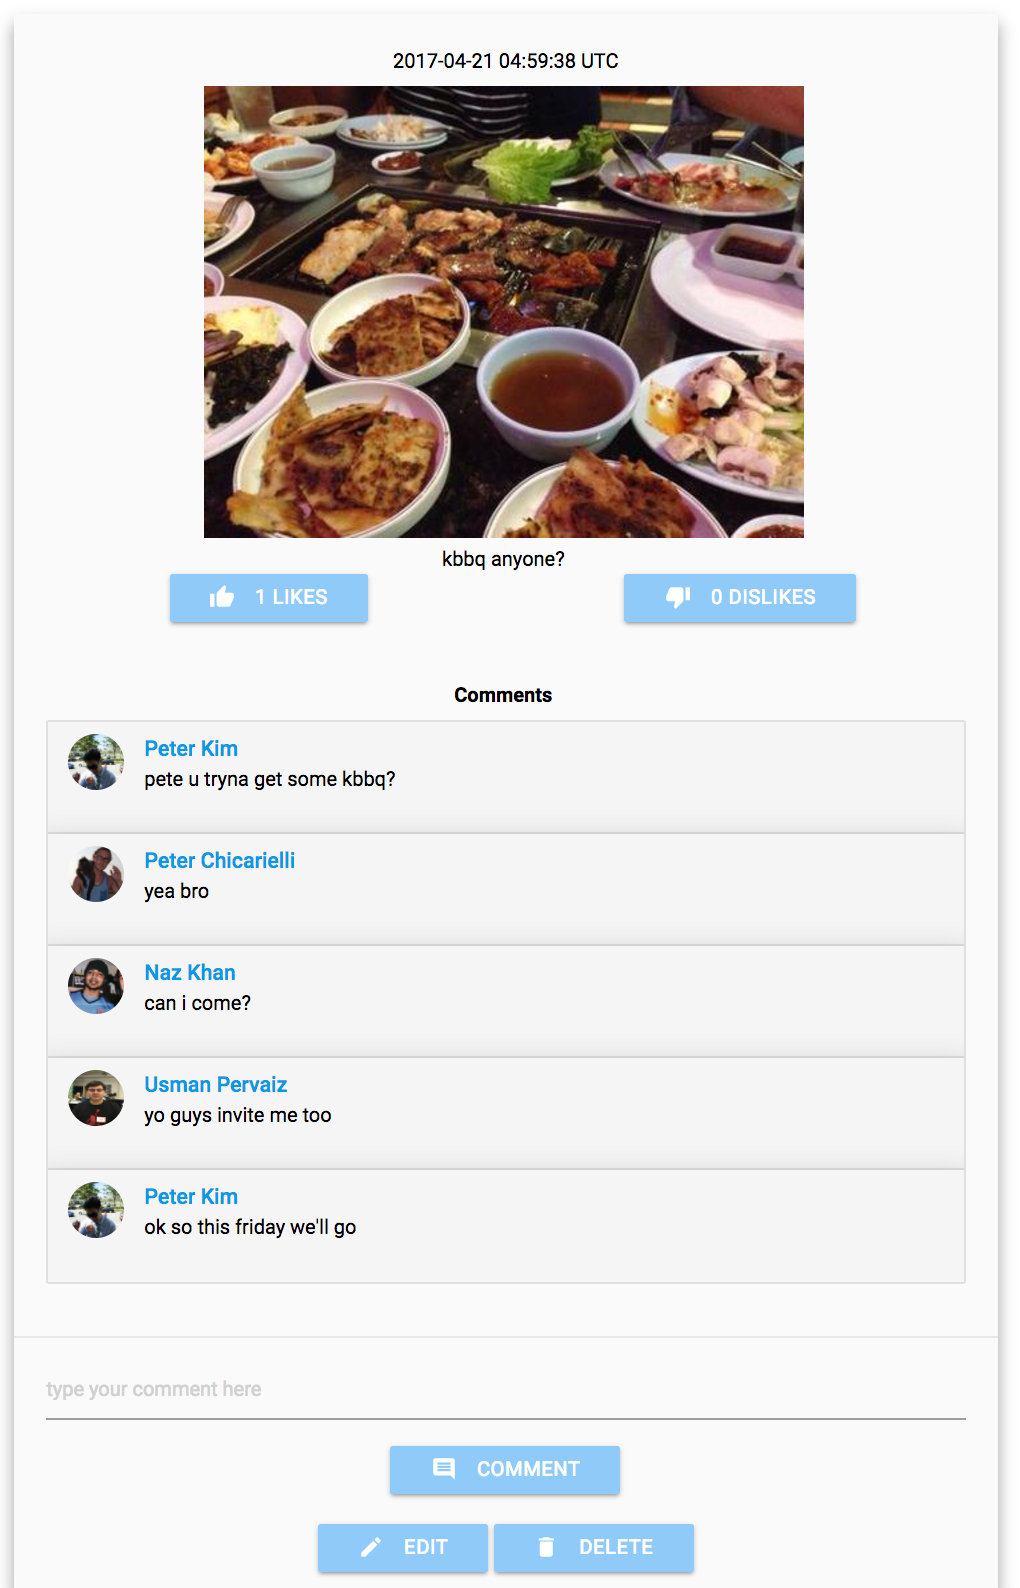 2017-04-21 04:59:38 UTC
kbbq anyone?
1 LIKES
0 DISLIKES
Comments
Peter Kim
pete u tryna get some kbbq?
Peter Chicarielli
yea bro
Naz Khan
can i come?
Usman Pervaiz
yo guys invite me too
Peter Kim
ok so this friday we'll go
type your comment here
COMMENT
EDIT
DELETE